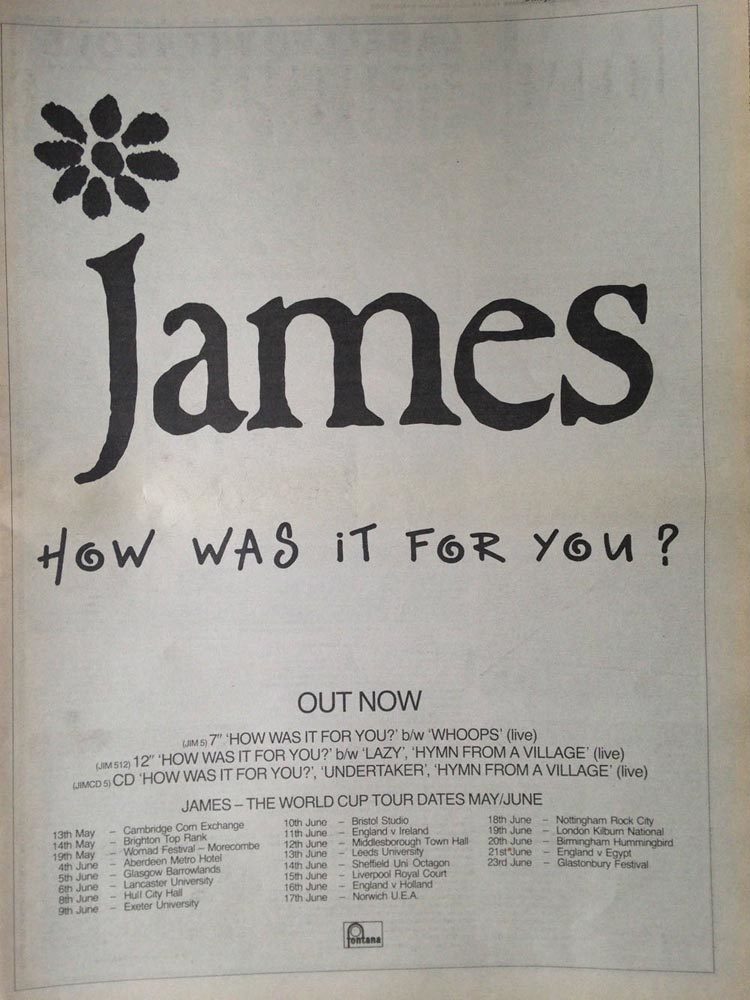 James
HOW WAS iT FOR YOU?
OUT NOW
(JIM 5) 7" 'HOW WAS IT FOR YOU?' b/w 'WHOOPS' (live)
(JIM 512) 12" 'HOW WAS IT FOR YOU?' b/w 'LAZY', 'HYMN FROM A VILLAGE' (live)
(JIMCD 5) CD 'HOW WAS IT FOR YOU?', 'UNDERTAKER', 'HYMN FROM A VILLAGE' (live)
JAMES – THE WORLD CUP TOUR DATES MAY/JUNE
13th May – Cambridge Corn Exchange
14th May – Brighton Top Rank
19th May – Womad Festival – Morecombe
4th June – Aberdeen Metro Hotel
5th June – Glasgow Barrowlands
6th June – Lancaster University
8th June – Hull City Hall
9th June – Exeter University
10th June – Bristol Studio
11th June – England v Ireland
12th June – Middlesborough Town Hall
13th June – Leeds University
14th June – Sheffield Uni Octagon
15th June – Liverpool Royal Court
16th June – England v Holland
17th June – Norwich U.E.A.
18th June – Nottingham Rock City
19th June – London Kilburn National
20th June – Birmingham Hummingbird
21st June – England v Egypt
23rd June – Glastonbury Festival
fontana